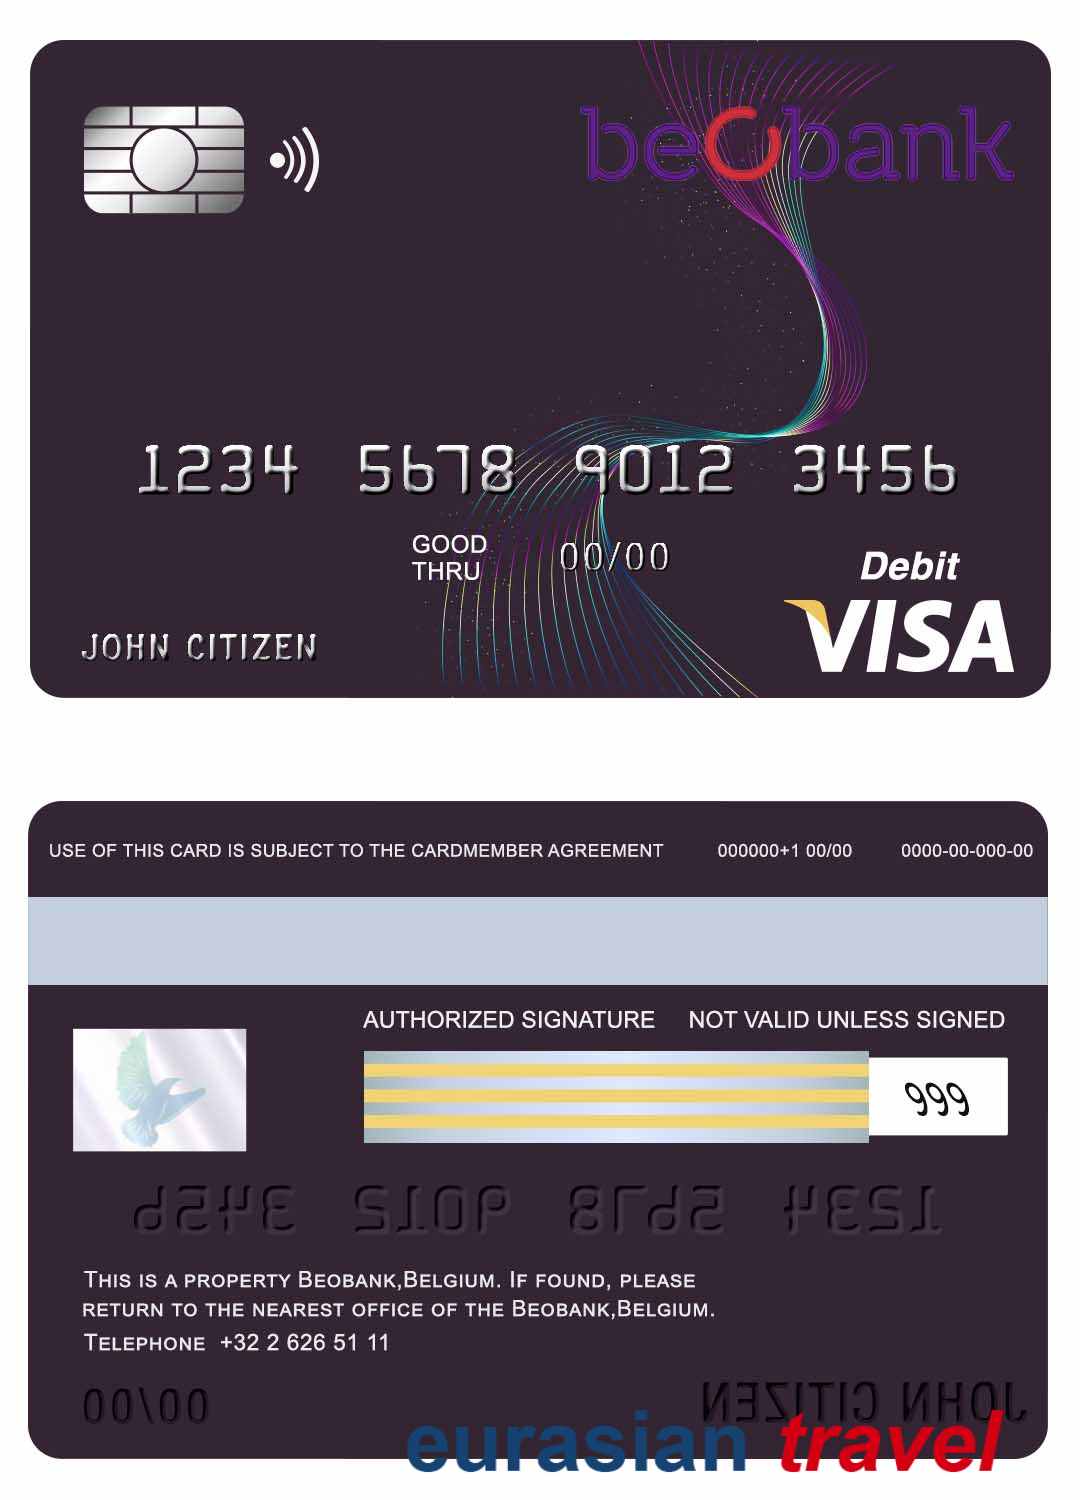 beobank
1234 5678 9012 3456
GOOD
THRU
00/00
Debit
JOHN CITIZEN
VISA
USE OF THIS CARD IS SUBJECT TO THE CARDMEMBER AGREEMENT 000000+1 00/00 0000-00-000-00
AUTHORIZED SIGNATURE NOT VALID UNLESS SIGNED
999
1234 5678 9012 3456
THIS IS A PROPERTY BEOBANK,BELGIUM. IF FOUND, PLEASE
RETURN TO THE NEAREST OFFICE OF THE BEOBANK,BELGIUM.
TELEPHONE +32 2 626 51 11
00/00
JOHN CITIZEN
eurasian travel